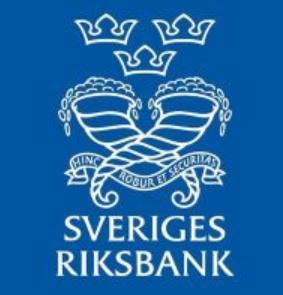 HINC ROBUR ET SECURITAS
SVERIGES
RIKSBANK